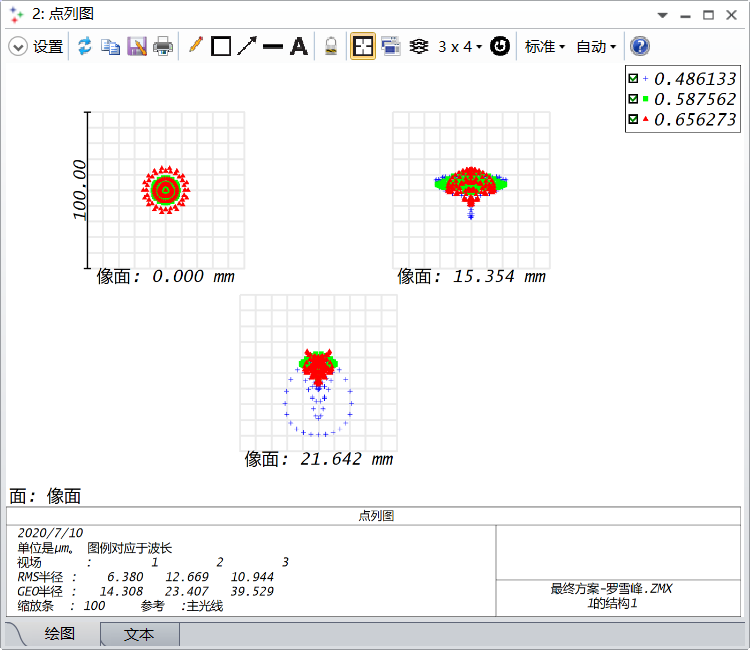 2: 点列图
设置
3 x 4
标准
自动
0.486133
0.587562
0.656273
100.00
像面: 0.000 mm
像面: 15.354 mm
像面: 21.642 mm
面: 像面
点列图
2020/7/10
单位是µm。 图例对应于波长
视场 : 1 2 3
RMS半径 : 6.380 12.669 10.944
GEO半径 : 14.308 23.407 39.529
缩放条 : 100 参考 :主光线
最终方案-罗雪峰.ZMX
1的结构1
绘图
文本